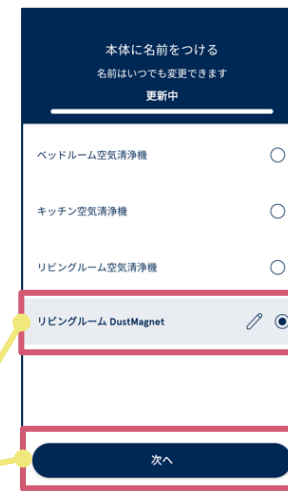 本体に名前をつける
名前はいつでも変更できます
更新中
ベッドルーム空気清浄機
キッチン空気清浄機
リビングルーム空気清浄機
リビングルーム DustMagnet
次へ